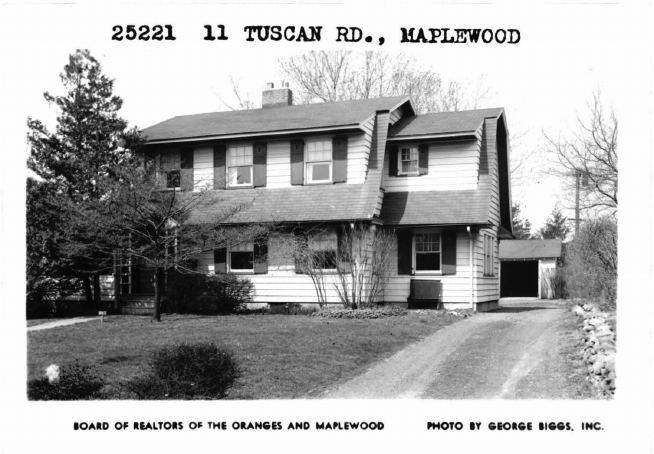 25221 11 TUSCAN RD., MAPLEWOOD
BOARD OF REALTORS OF THE ORANGES AND MAPLEWOOD PHOTO BY GEORGE BIGGS, INC.